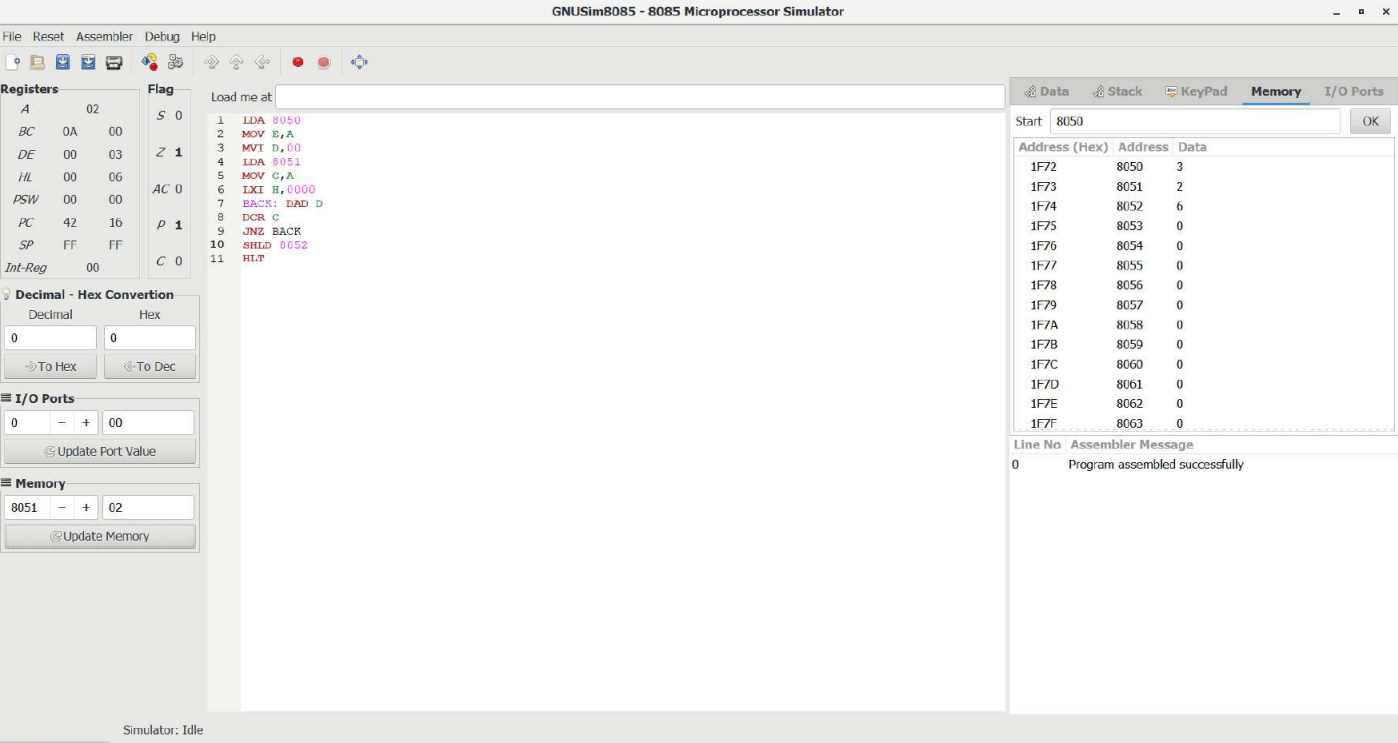 GNUSim8085 - 8085 Microprocessor Simulator
File Reset Assembler Debug Help
Registers
A 02
BC 0A 00
DE 00 03
HL 00 06
PSW 00 00
PC 42 16
SP FF FF
Int-Reg 00
Flag
S 0
Z 1
AC 0
P 1
C 0
Decimal - Hex Convertion
Decimal Hex
0 0
To Hex To Dec
I/O Ports
0 − + 00
Update Port Value
Memory
8051 − + 02
Update Memory
Load me at
1 LDA 8050
2 MOV E,A
3 MVI D,00
4 LDA 8051
5 MOV C,A
6 LXI H,0000
7 BACK: DAD D
8 DCR C
9 JNZ BACK
10 SHLD 8052
11 HLT
Data Stack KeyPad Memory I/O Ports
Start 8050 OK
Address (Hex) Address Data
1F72 8050 3
1F73 8051 2
1F74 8052 6
1F75 8053 0
1F76 8054 0
1F77 8055 0
1F78 8056 0
1F79 8057 0
1F7A 8058 0
1F7B 8059 0
1F7C 8060 0
1F7D 8061 0
1F7E 8062 0
1F7F 8063 0
Line No Assembler Message
0 Program assembled successfully
Simulator: Idle